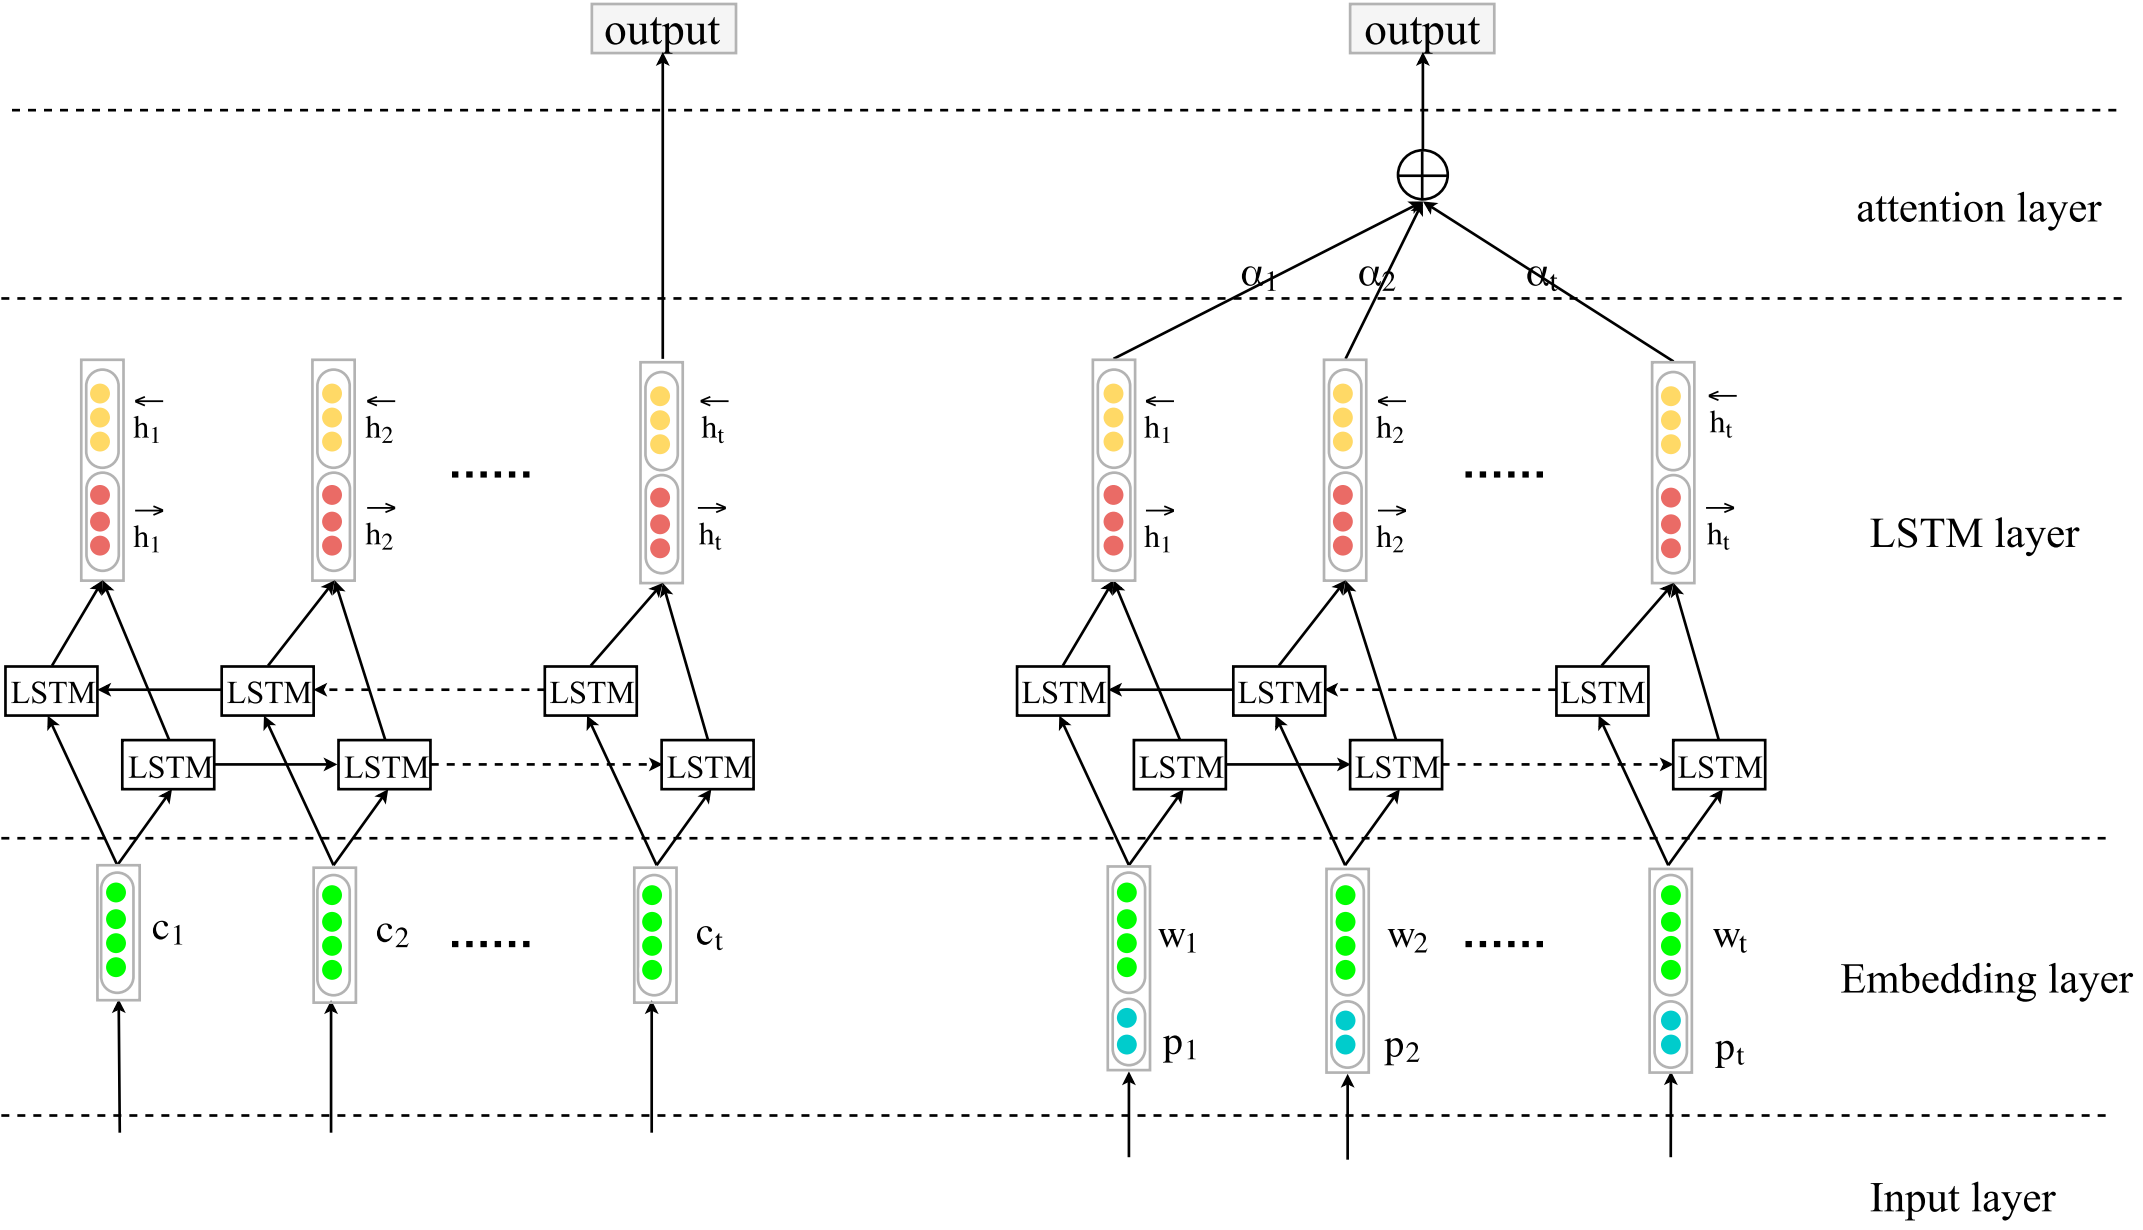 output output
attention layer
α1 α2 αt
h1 h2 ht h1 h2 ht
......  ......
h1 h2 ht h1 h2 ht
LSTM layer
LSTM LSTM LSTM LSTM LSTM LSTM
LSTM LSTM LSTM LSTM LSTM LSTM
c1 c2 ...... ct w1 w2 ...... wt
Embedding layer
p1 p2 pt
Input layer